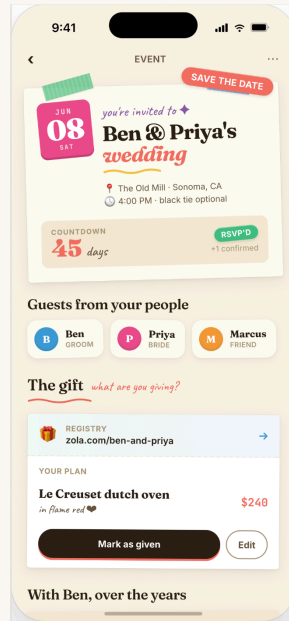 9:41
EVENT
SAVE THE DATE
JUN
08
SAT
you're invited to
Ben & Priya's
wedding
The Old Mill · Sonoma, CA
4:00 PM · black tie optional
COUNTDOWN
45 days
RSVP'D
+1 confirmed
Guests from your people
B
Ben
GROOM
P
Priya
BRIDE
M
Marcus
FRIEND
The gift what are you giving?
REGISTRY
zola.com/ben-and-priya
YOUR PLAN
Le Creuset dutch oven
in flame red
$240
Mark as given
Edit
With Ben, over the years